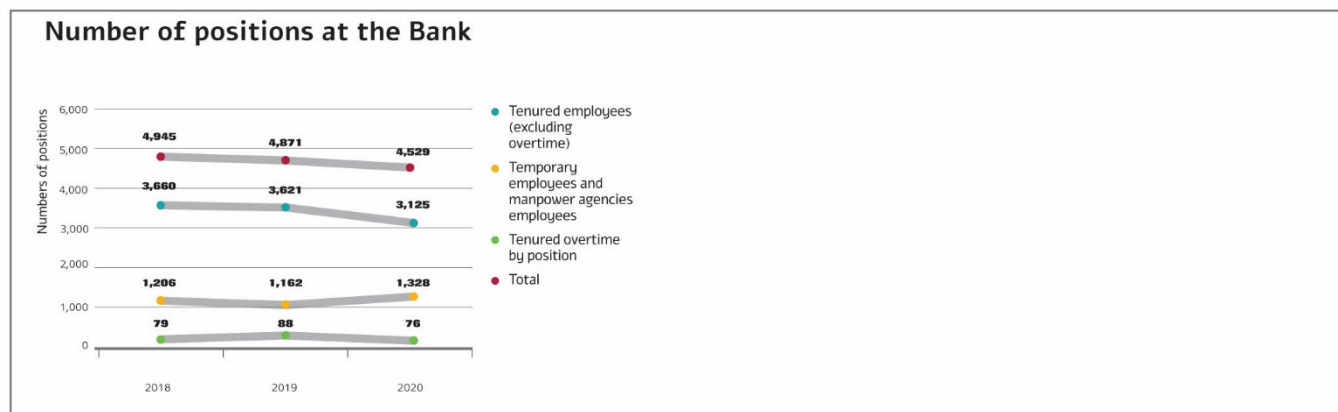 Number of positions at the Bank
Numbers of positions
6,000
5,000
4,000
3,000
2,000
1,000
0
4,945
4,871
4,529
3,660
3,621
3,125
1,206
1,162
1,328
79
88
76
2018
2019
2020
Tenured employees
(excluding
overtime)
Temporary
employees and
manpower agencies
employees
Tenured overtime
by position
Total